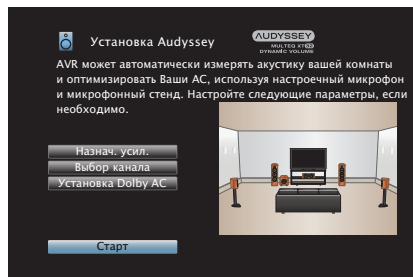 Установка Audyssey
AUDYSSEY
MULTEQ XT32
DYNAMIC VOLUME
AVR может автоматически измерять акустику вашей комнаты
и оптимизировать Ваши АС, используя настроечный микрофон
и микрофонный стенд. Настройте следующие параметры, если
необходимо.
Назнач. усил.
Выбор канала
Установка Dolby АС
Старт